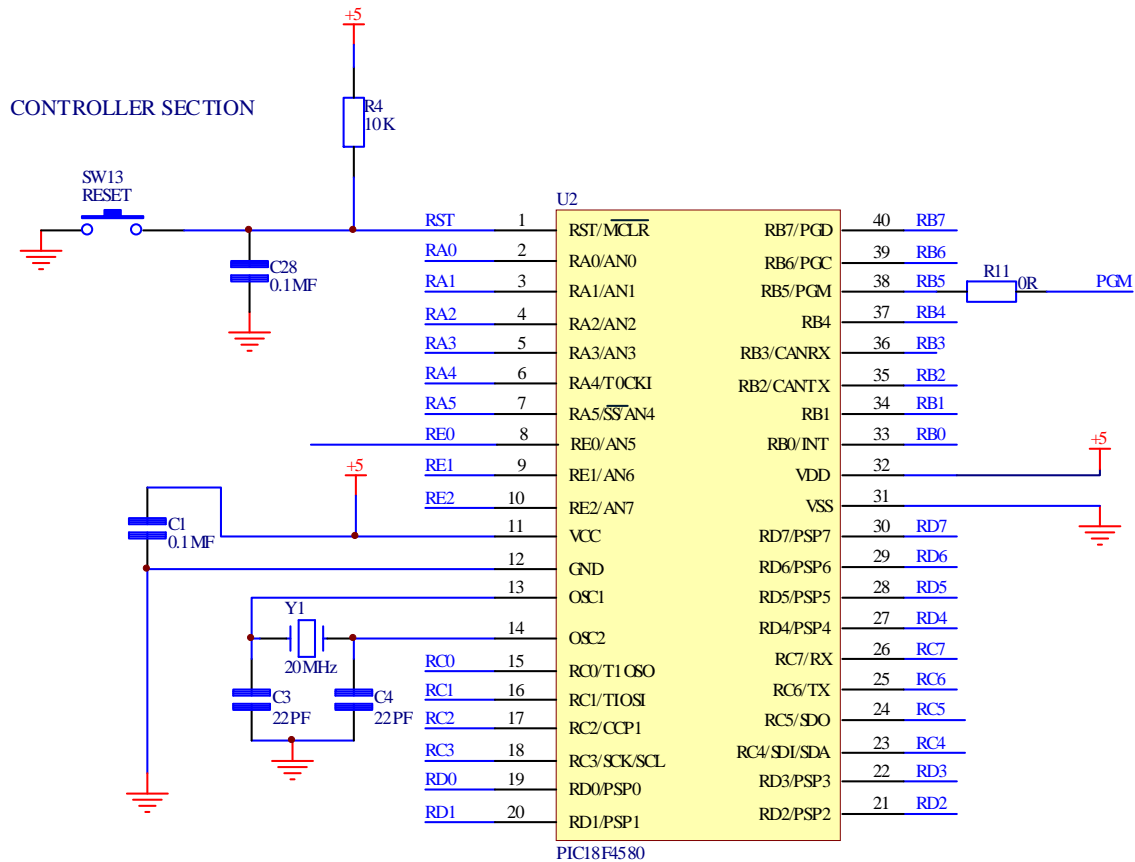 +5
CONTROLLER SECTION
R4
10K
SW13
RESET
C28
0.1MF
U2
RST 1 RST/MCLR
RA0 2 RA0/AN0
RA1 3 RA1/AN1
RA2 4 RA2/AN2
RA3 5 RA3/AN3
RA4 6 RA4/T0CKI
RA5 7 RA5/SS/AN4
RE0 8 RE0/AN5
RE1 9 RE1/AN6
RE2 10 RE2/AN7
11 VCC
12 GND
13 OSC1
14 OSC2
RC0 15 RC0/T1OSO
RC1 16 RC1/TIOSI
RC2 17 RC2/CCP1
RC3 18 RC3/SCK/SCL
RD0 19 RD0/PSP0
RD1 20 RD1/PSP1
RB7/PGD 40 RB7
RB6/PGC 39 RB6
RB5/PGM 38 RB5
R11
0R
PGM
RB4 37 RB4
RB3/CANRX 36 RB3
RB2/CANTX 35 RB2
RB1 34 RB1
RB0/INT 33 RB0
VDD 32
+5
VSS 31
RD7/PSP7 30 RD7
RD6/PSP6 29 RD6
RD5/PSP5 28 RD5
RD4/PSP4 27 RD4
RC7/RX 26 RC7
RC6/TX 25 RC6
RC5/SDO 24 RC5
RC4/SDI/SDA 23 RC4
RD3/PSP3 22 RD3
RD2/PSP2 21 RD2
+5
C1
0.1MF
Y1
20MHz
C3
22PF
C4
22PF
PIC18F4580